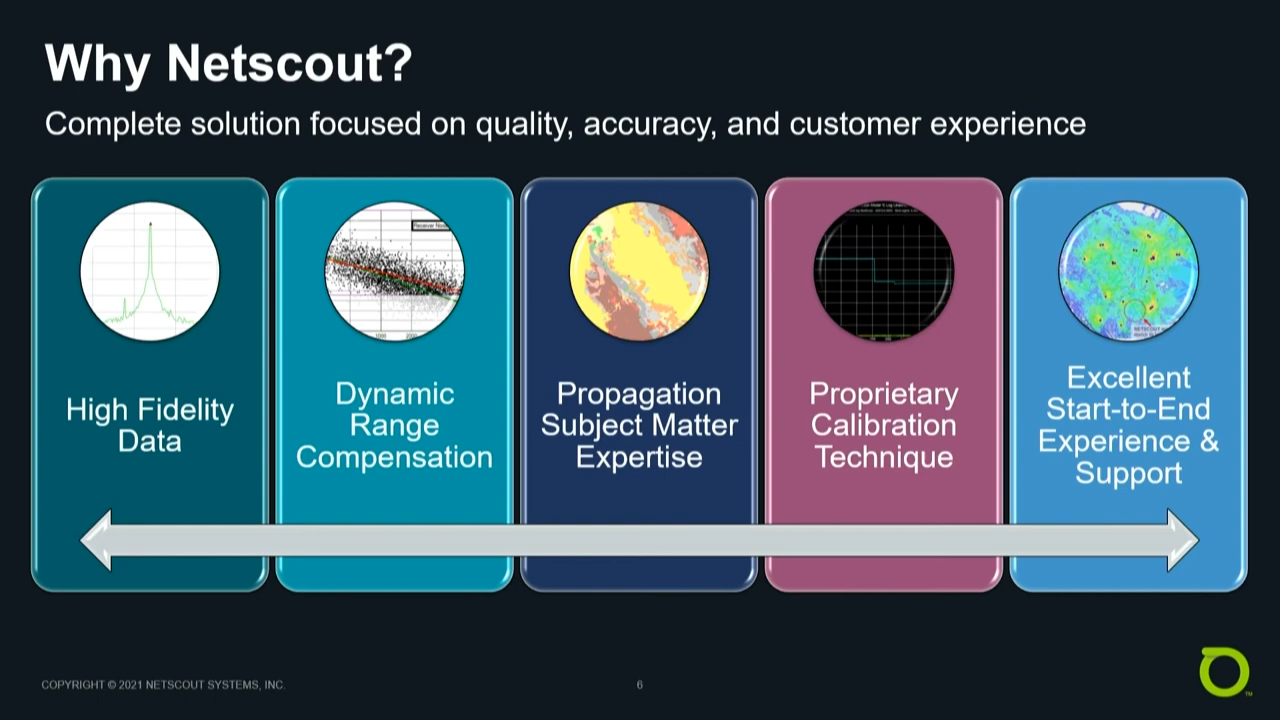 Why Netscout?
Complete solution focused on quality, accuracy, and customer experience
High Fidelity
Data
Dynamic
Range
Compensation
Propagation
Subject Matter
Expertise
Proprietary
Calibration
Technique
Excellent
Start-to-End
Experience &
Support
COPYRIGHT © 2021 NETSCOUT SYSTEMS, INC.
6
TM